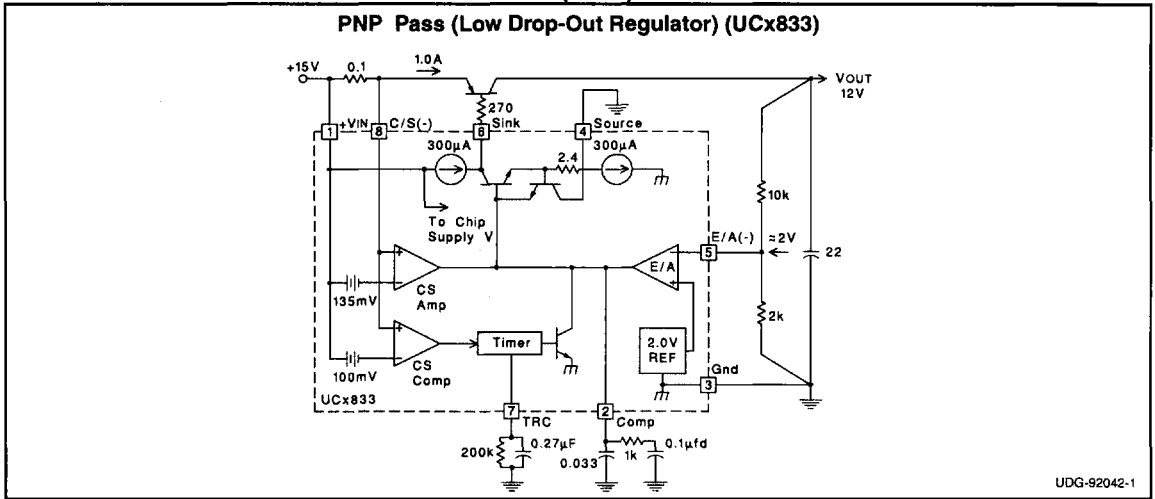 PNP Pass (Low Drop-Out Regulator) (UCx833)
+15V
0.1
1.0A
VOUT
12V
270
1
+VIN
8
C/S(-)
6
Sink
4
Source
300µA
2.4
300µA
To Chip
Supply V
10k
E/A(-)
≈2V
5
22
E/A
CS
Amp
135mV
2k
Timer
2.0V
REF
CS
Comp
100mV
Gnd
3
UCx833
7
TRC
2
Comp
200k
0.27µF
0.033
1k
0.1µfd
UDG-92042-1